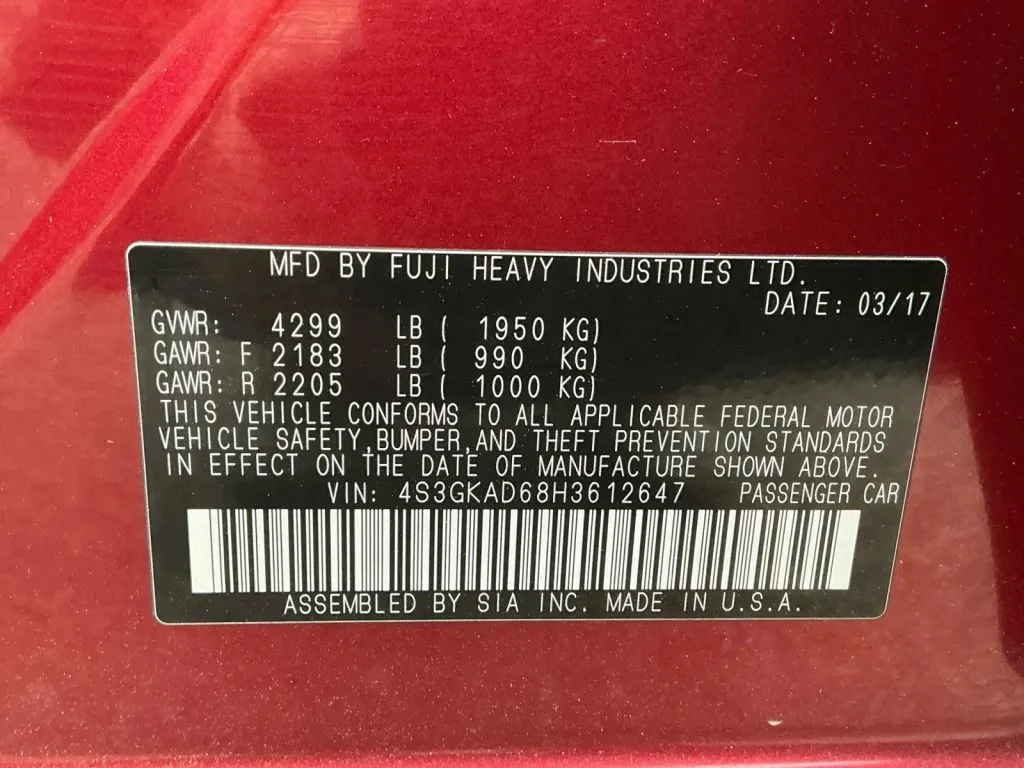 MFD BY FUJI HEAVY INDUSTRIES LTD.
DATE: 03/17
GVWR: 4299 LB ( 1950 KG)
GAWR: F 2183 LB ( 990 KG)
GAWR: R 2205 LB ( 1000 KG)
THIS VEHICLE CONFORMS TO ALL APPLICABLE FEDERAL MOTOR
VEHICLE SAFETY,BUMPER,AND THEFT PREVENTION STANDARDS
IN EFFECT ON THE DATE OF MANUFACTURE SHOWN ABOVE.
VIN: 4S3GKAD68H3612647 PASSENGER CAR
ASSEMBLED BY SIA INC. MADE IN U.S.A.